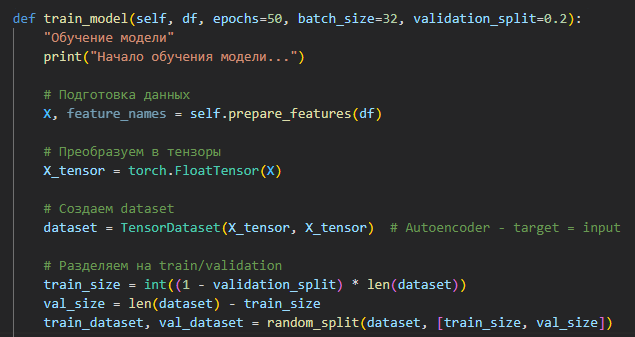 def train_model(self, df, epochs=50, batch_size=32, validation_split=0.2):
"Обучение модели"
print("Начало обучения модели...")
# Подготовка данных
X, feature_names = self.prepare_features(df)
# Преобразуем в тензоры
X_tensor = torch.FloatTensor(X)
# Создаем dataset
dataset = TensorDataset(X_tensor, X_tensor)  # Autoencoder - target = input
# Разделяем на train/validation
train_size = int((1 - validation_split) * len(dataset))
val_size = len(dataset) - train_size
train_dataset, val_dataset = random_split(dataset, [train_size, val_size])